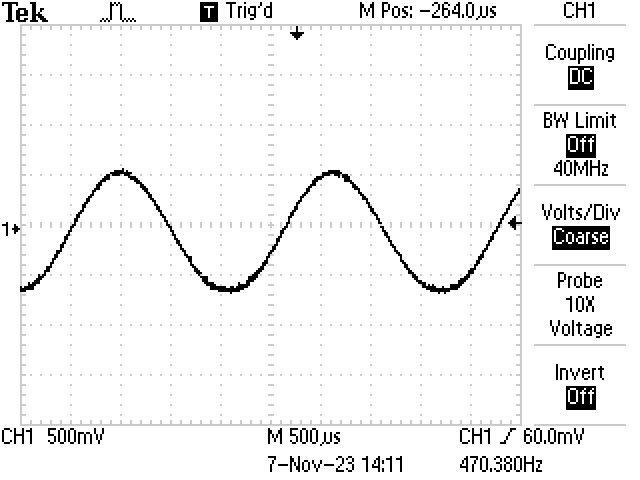 Tek T Trig'd M Pos: -264.0µs CH1
Coupling
DC
BW Limit
Off
40MHz
1
Volts/Div
Coarse
Probe
10X
Voltage
Invert
Off
CH1 500mV M 500µs CH1 60.0mV
7-Nov-23 14:11 470.380Hz